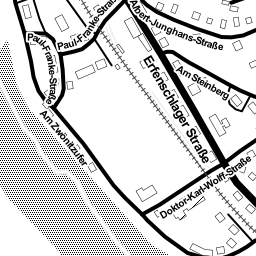 Albert-Junghans-Straße
Paul-Franke-Straße
Paul-Franke-Straße
Am Steinberg
Erfenschlager Straße
Am Zwönitzufer
Doktor-Karl-Wolff-Straße